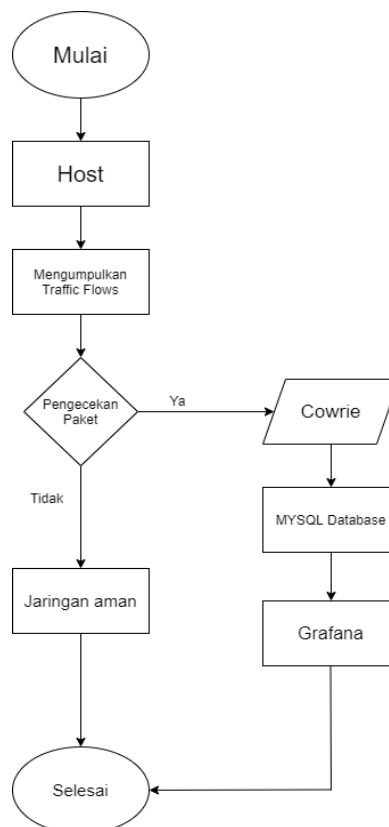 Mulai
Host
Mengumpulkan
Traffic Flows
Pengecekan
Paket
Ya
Cowrie
MYSQL Database
Grafana
Tidak
Jaringan aman
Selesai